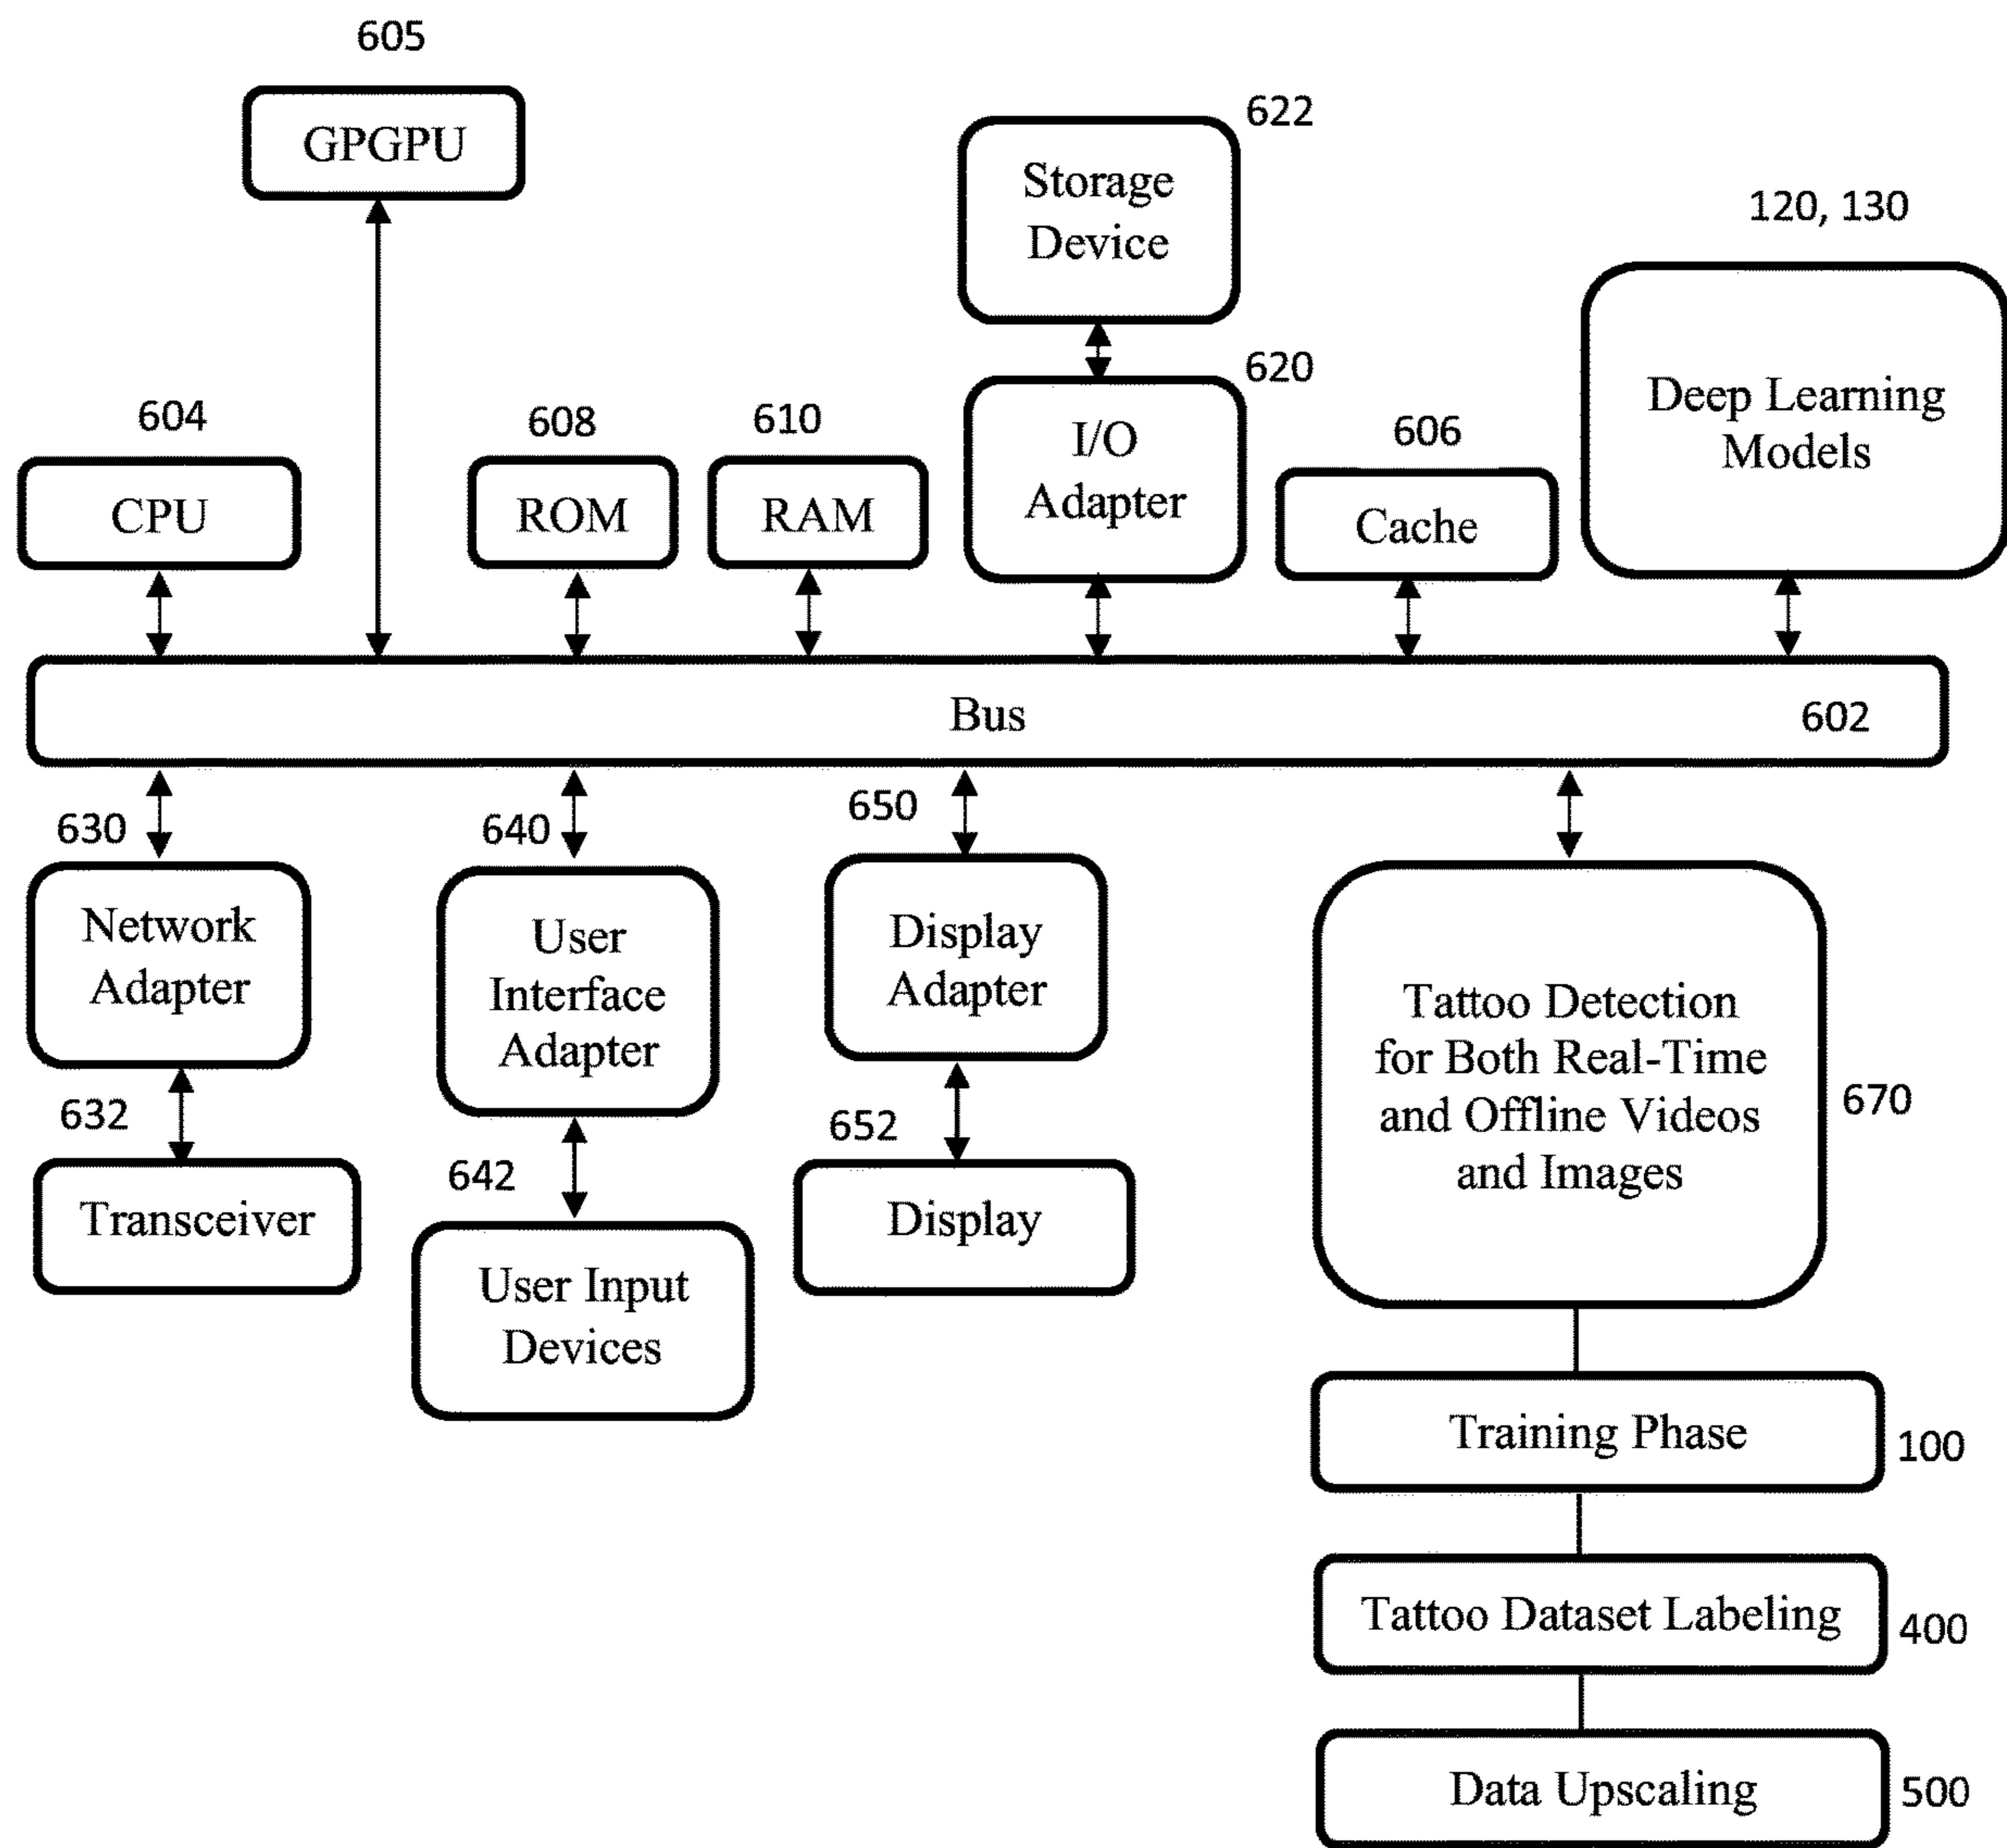 605
GPGPU
622
Storage
Device
120, 130
Deep Learning
Models
620
I/O
Adapter
604
CPU
608
ROM
610
RAM
606
Cache
Bus
602
630
Network
Adapter
640
User
Interface
Adapter
650
Display
Adapter
Tattoo Detection
for Both Real-Time
and Offline Videos
and Images
670
632
Transceiver
642
User Input
Devices
652
Display
Training Phase
100
Tattoo Dataset Labeling
400
Data Upscaling
500